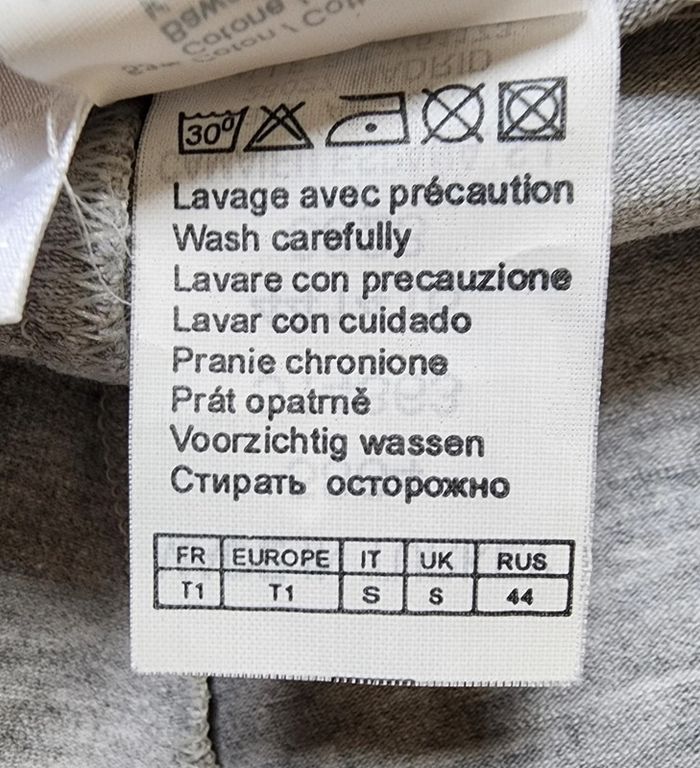 30°
Lavage avec précaution
Wash carefully
Lavare con precauzione
Lavar con cuidado
Pranie chronione
Prát opatrně
Voorzichtig wassen
Стирать осторожно
FR EUROPE IT UK RUS
T1 T1 S S 44